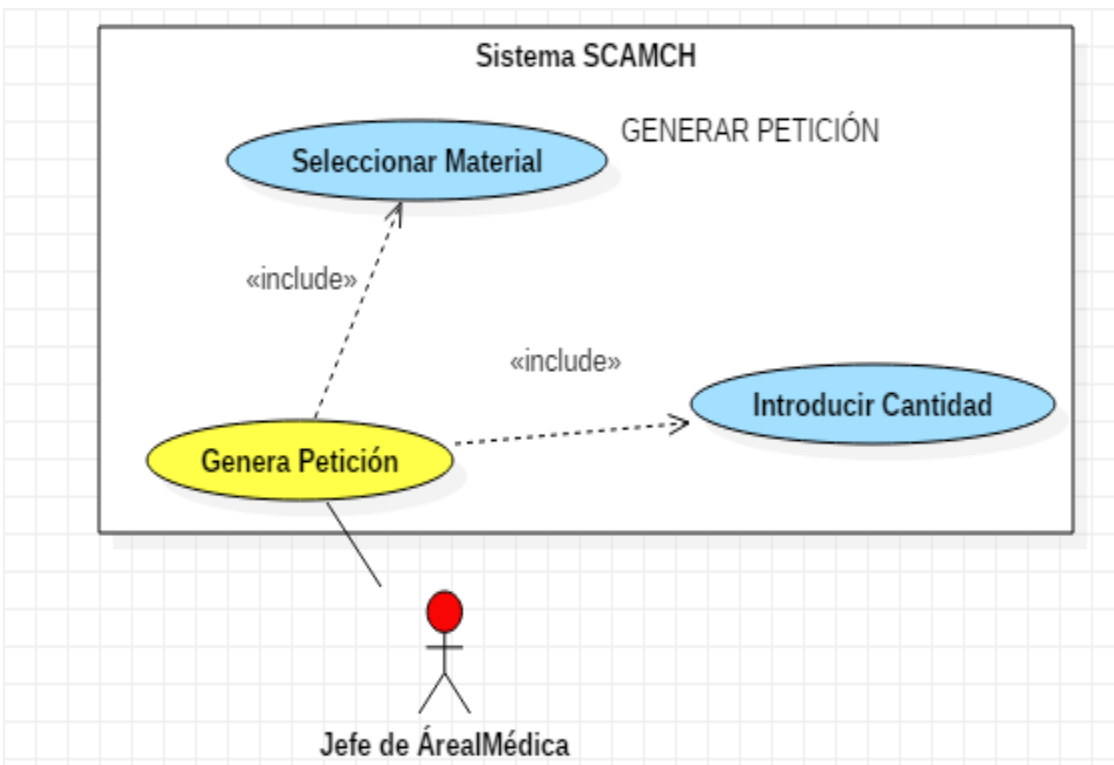 Sistema SCAMCH
GENERAR PETICIÓN
Seleccionar Material
«include»
«include»
Introducir Cantidad
Genera Petición
Jefe de ÁrealMédica